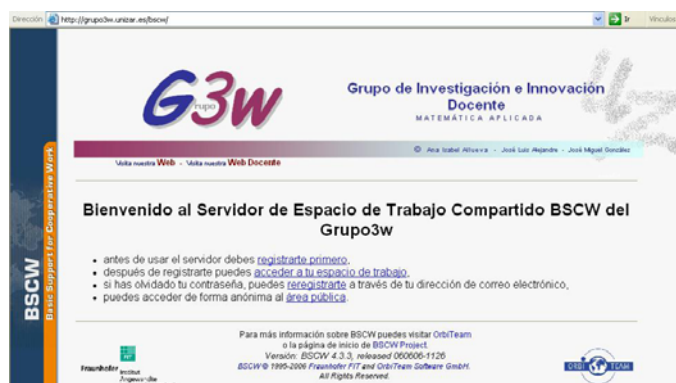 Dirección http://grupo3w.unizar.es/bscw/ Ir Vínculos
G3w
rupo
Grupo de Investigación e Innovación
Docente
MATEMÁTICA APLICADA
© Ana Isabel Allueva - José Luis Alejandre - José Miguel González
Visita nuestra Web - Visita nuestra Web Docente
BSCW
Basic Support for Cooperative Work
Bienvenido al Servidor de Espacio de Trabajo Compartido BSCW del
Grupo3w
antes de usar el servidor debes registrarte primero,
después de registrarte puedes acceder a tu espacio de trabajo,
si has olvidado tu contraseña, puedes reregistrarte a través de tu dirección de correo electrónico,
puedes acceder de forma anónima al área pública.
Para más información sobre BSCW puedes visitar OrbiTeam
o la página de inicio de BSCW Project.
Versión: BSCW 4.3.3, released 060606-1126
BSCW © 1995-2006 Fraunhofer FIT and OrbiTeam Software GmbH.
All Rights Reserved.
Fraunhofer Institut
Angewandte
ORBI TEAM